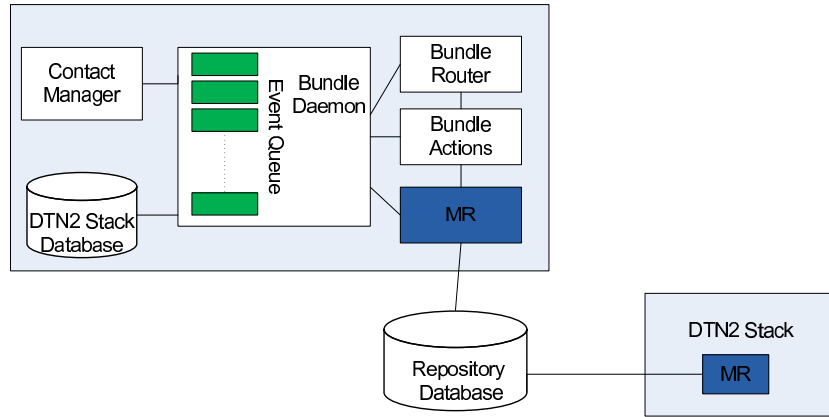 Contact
Manager
Event Queue
Bundle
Daemon
Bundle
Router
Bundle
Actions
MR
DTN2 Stack
Database
Repository
Database
DTN2 Stack
MR